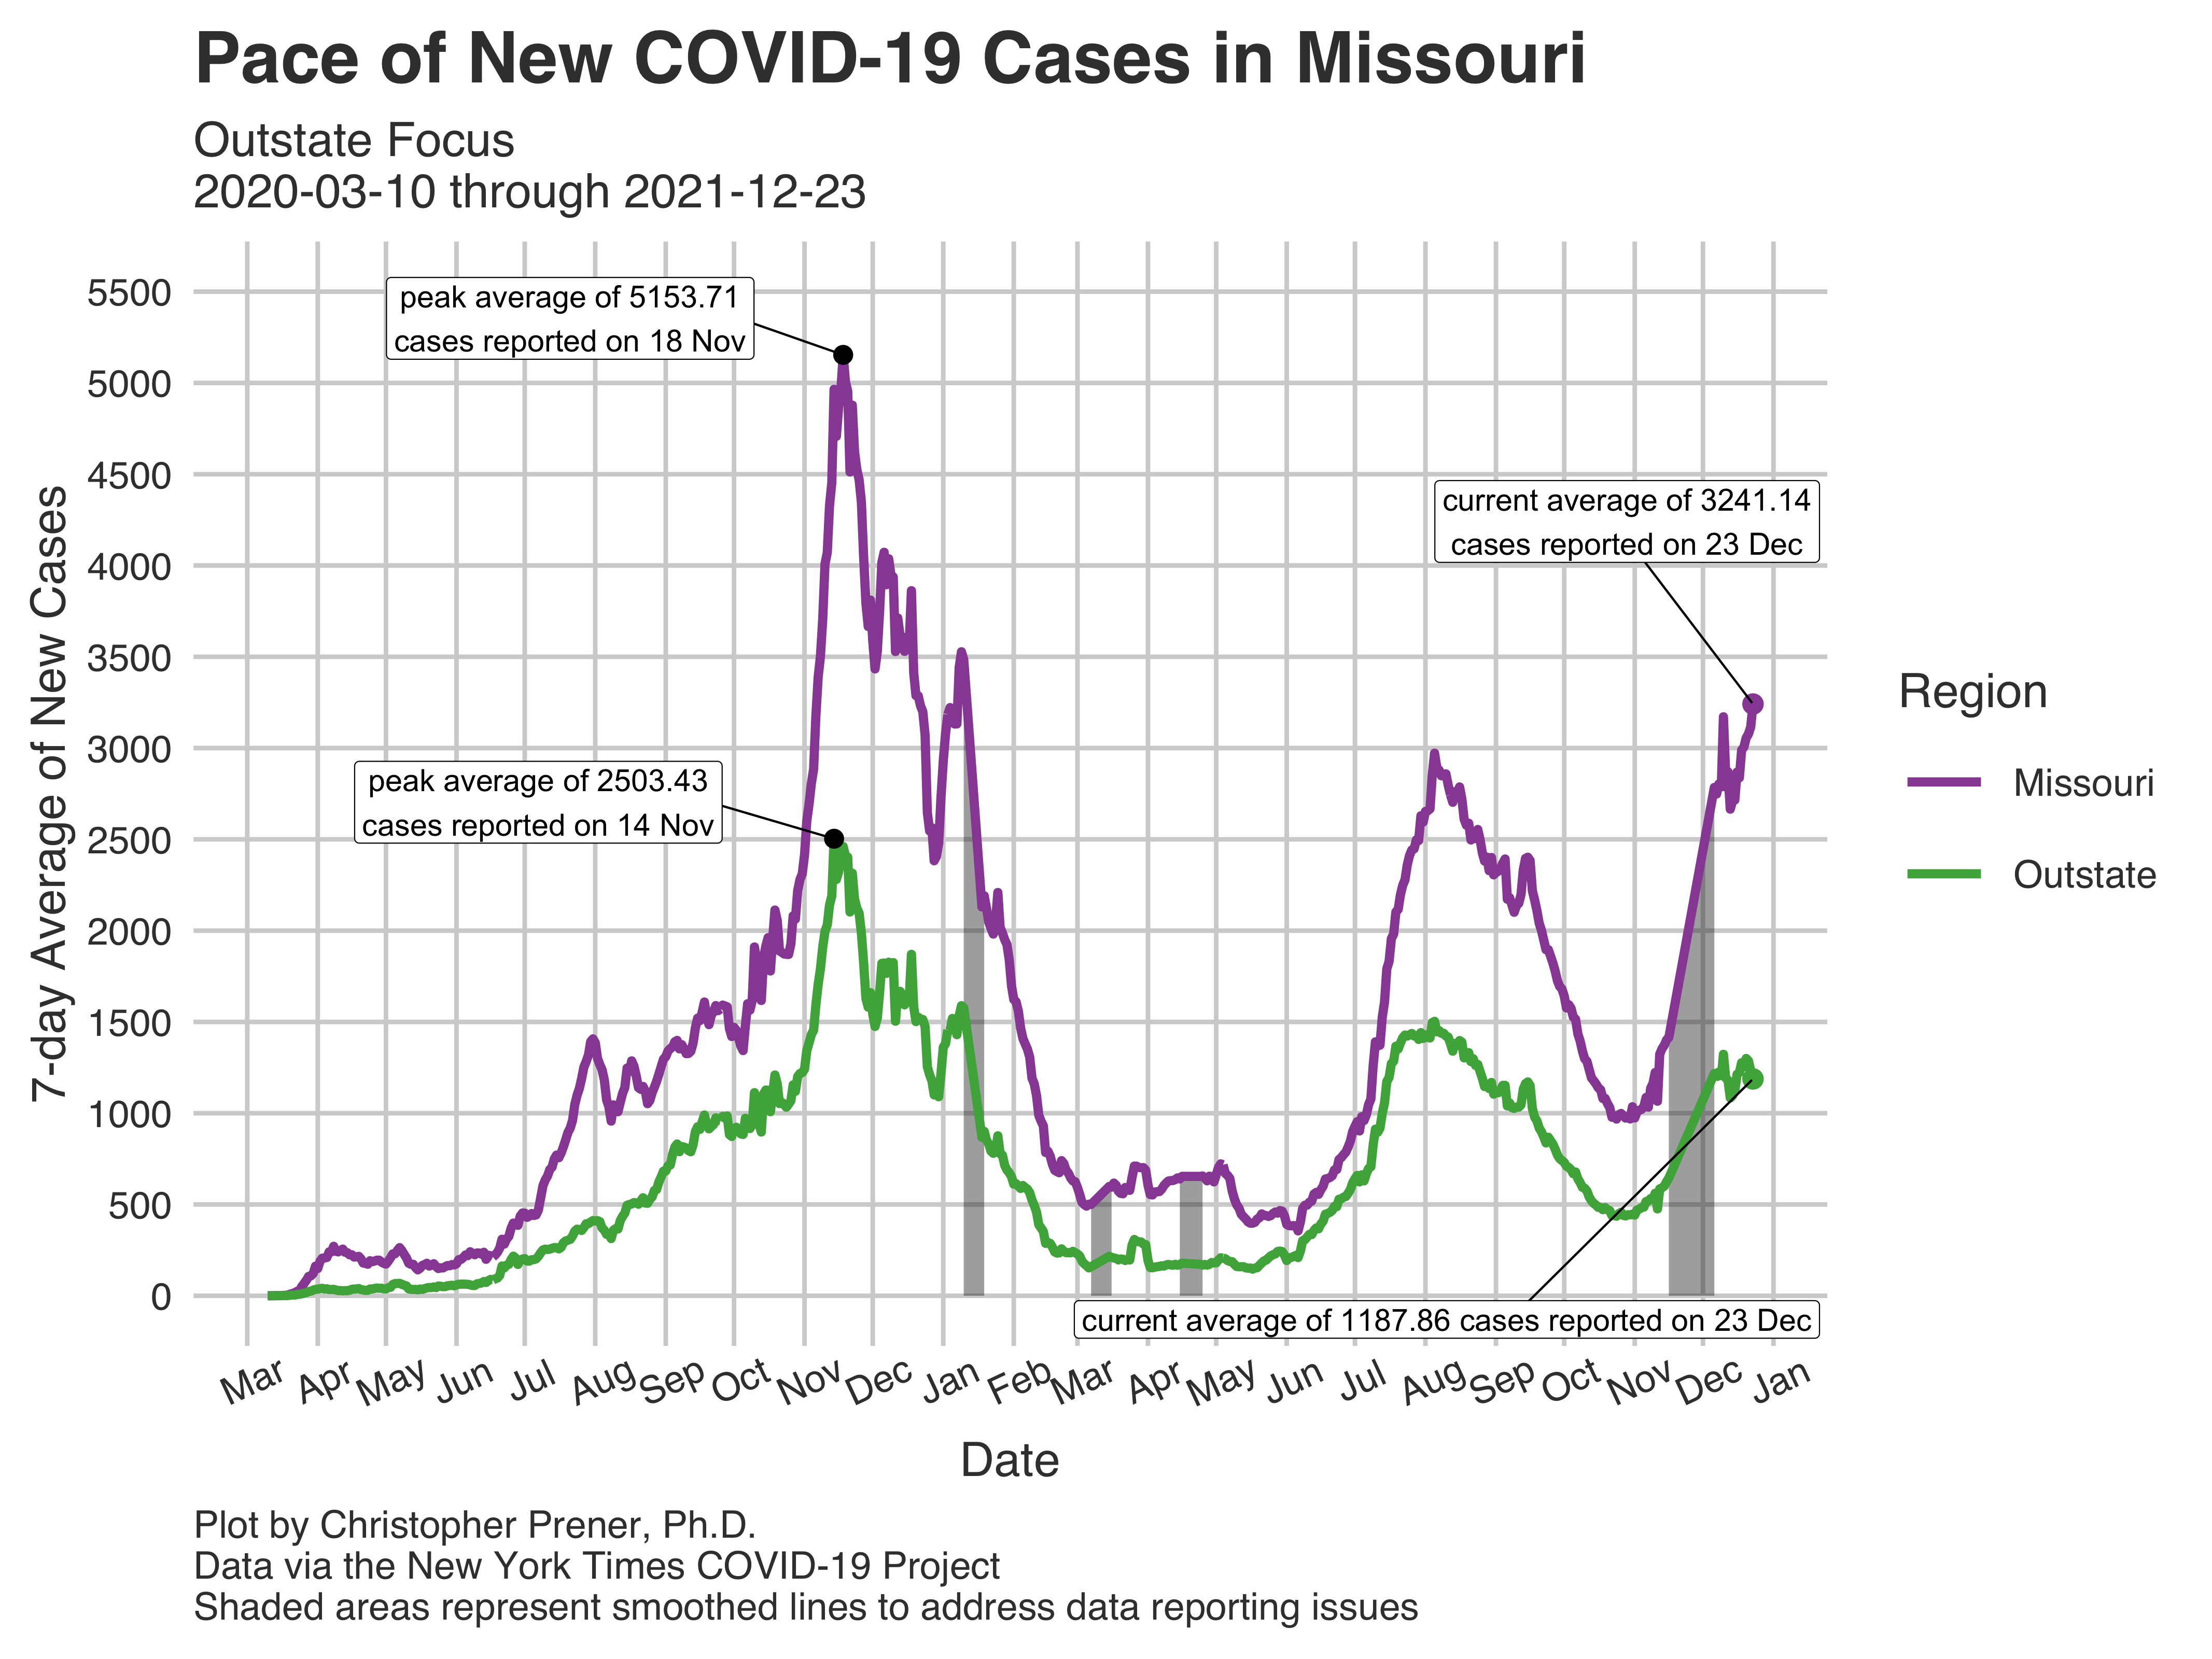 Pace of New COVID-19 Cases in Missouri
Outstate Focus
2020-03-10 through 2021-12-23
7-day Average of New Cases
5500
5000
4500
4000
3500
3000
2500
2000
1500
1000
500
0
peak average of 5153.71
cases reported on 18 Nov
current average of 3241.14
cases reported on 23 Dec
peak average of 2503.43
cases reported on 14 Nov
current average of 1187.86 cases reported on 23 Dec
Region
Missouri
Outstate
Mar Apr May Jun Jul Aug Sep Oct Nov Dec Jan Feb Mar Apr May Jun Jul Aug Sep Oct Nov Dec Jan
Date
Plot by Christopher Prener, Ph.D.
Data via the New York Times COVID-19 Project
Shaded areas represent smoothed lines to address data reporting issues